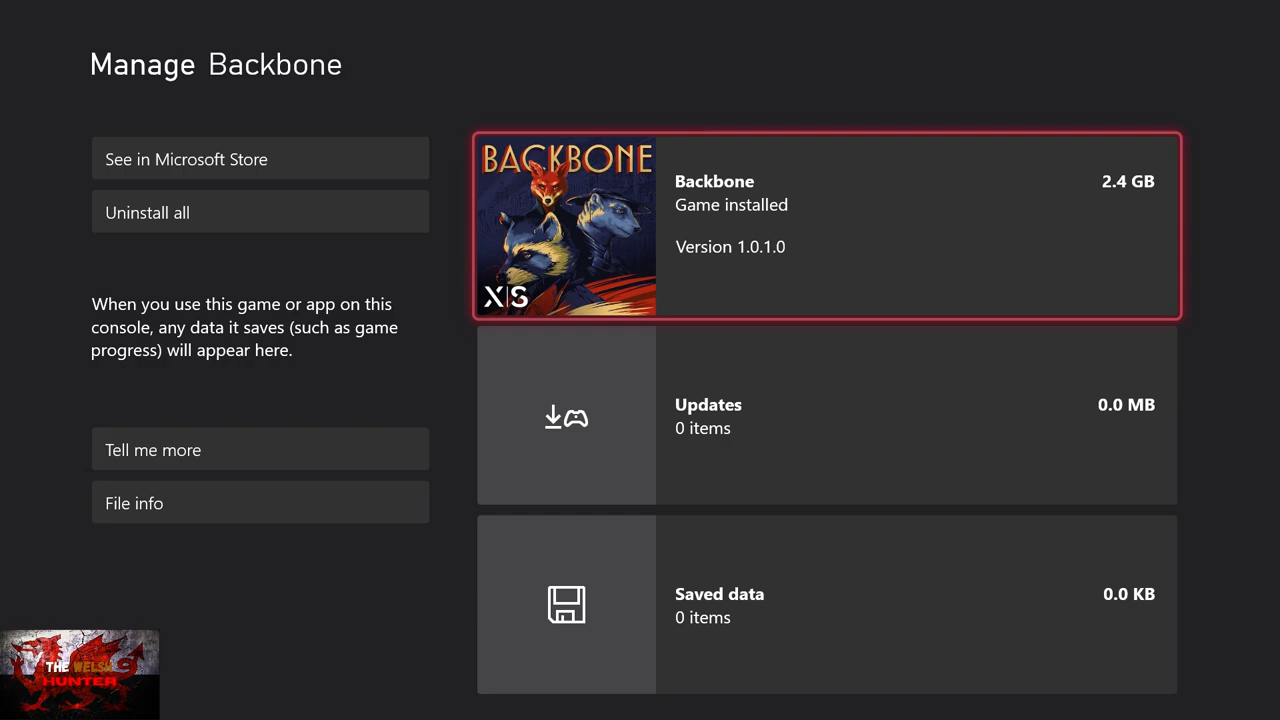 Manage Backbone
See in Microsoft Store
Uninstall all
When you use this game or app on this
console, any data it saves (such as game
progress) will appear here.
Tell me more
File info
BACKBONE
X|S
Backbone
2.4 GB
Game installed
Version 1.0.1.0
Updates
0.0 MB
0 items
Saved data
0.0 KB
0 items
THE WELSH
HUNTER